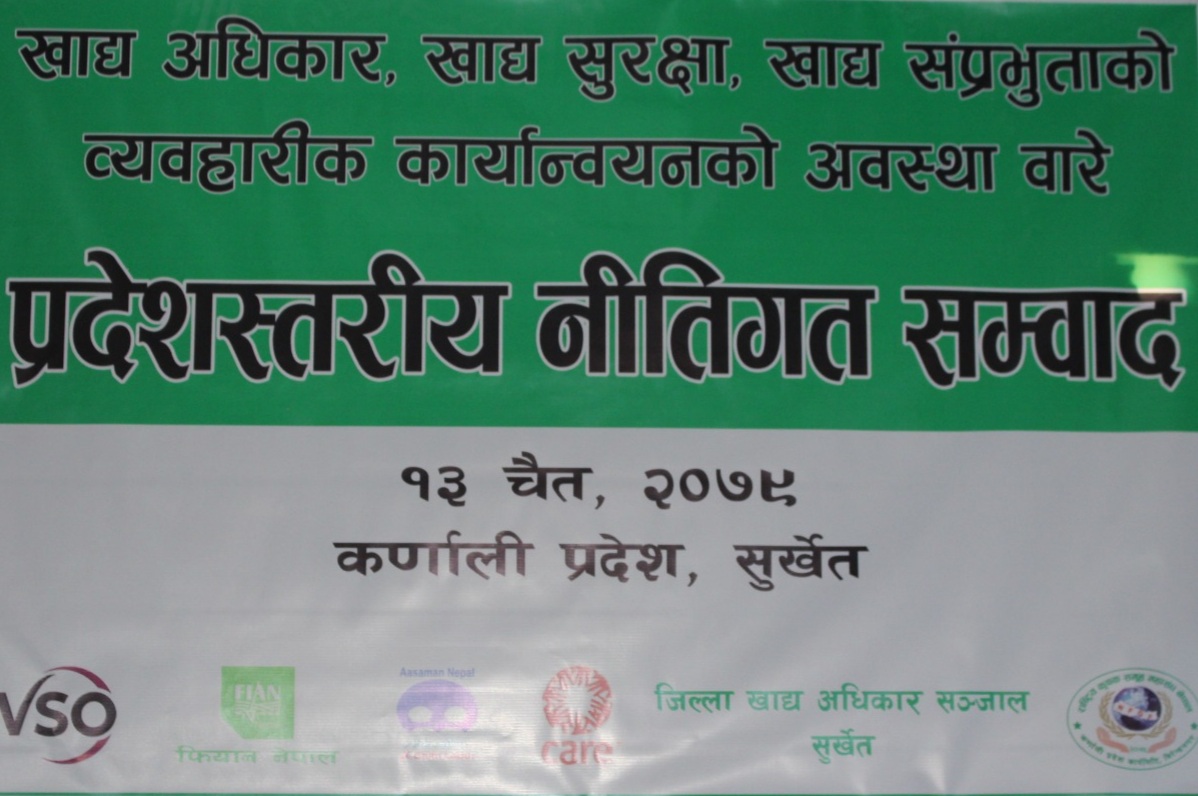 खाद्य अधिकार, खाद्य सुरक्षा, खाद्य संप्रभुताको
व्यवहारीक कार्यान्वयनको अवस्था वारे
प्रदेशस्तरीय नीतिगत सम्वाद
१३ चैत, २०७९
कर्णाली प्रदेश, सुर्खेत
VSO
FIAN
फियान नेपाल
Aasaman Nepal
care
जिल्ला खाद्य अधिकार सञ्जाल
सुर्खेत